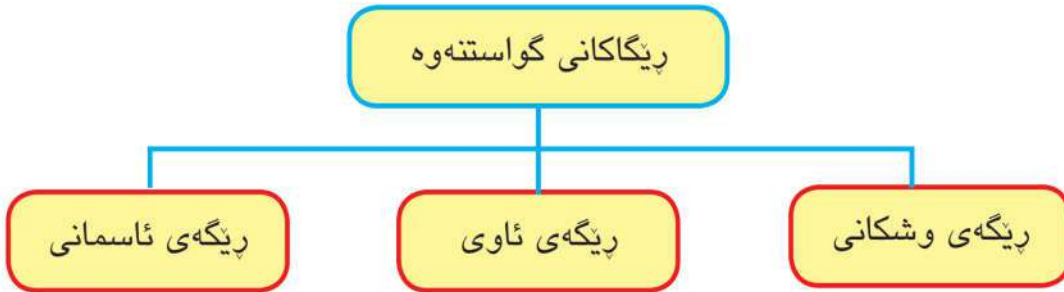 ڕێگاکانی گواستنەوە
ڕێگەی وشکانی
ڕێگەی ئاوی
ڕێگەی ئاسمانی